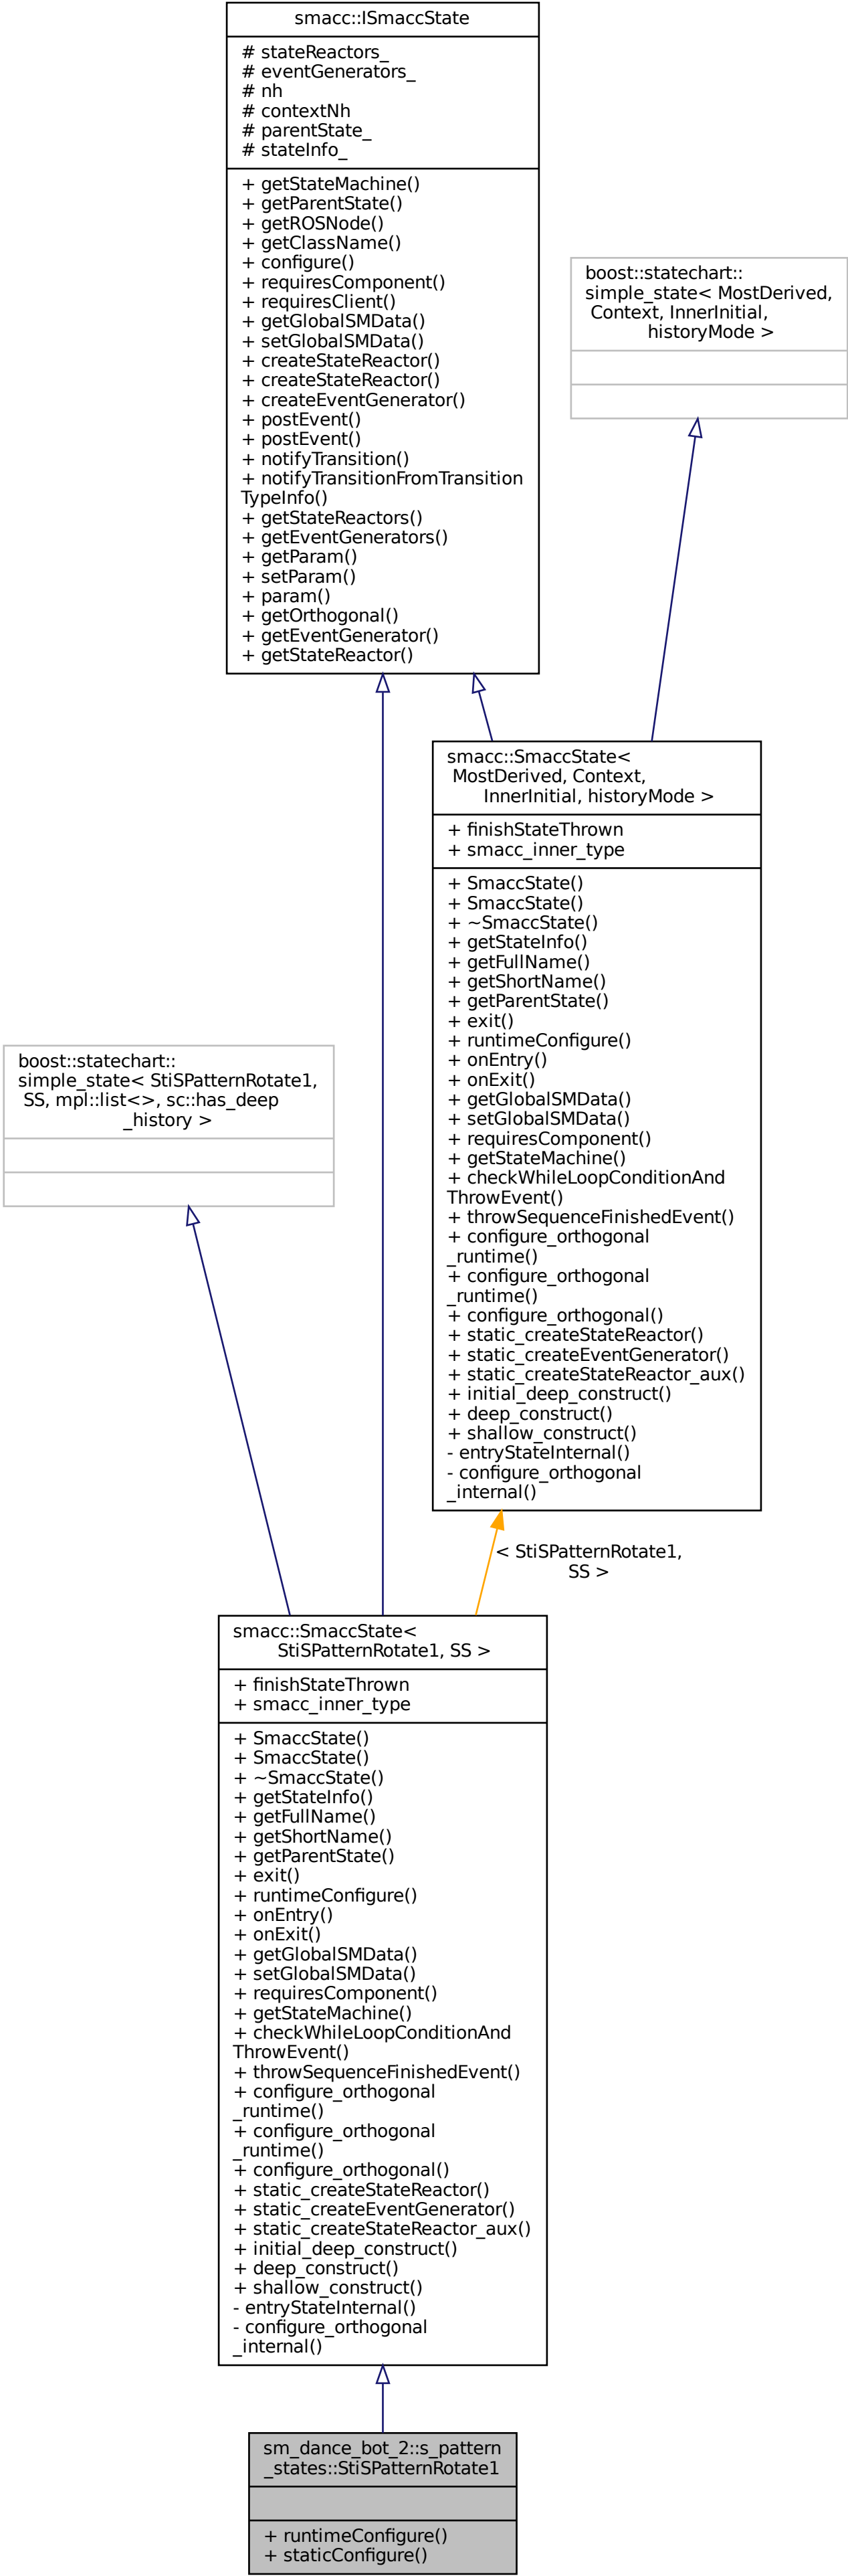 smacc::ISmaccState
# stateReactors_
# eventGenerators_
# nh
# contextNh
# parentState_
# stateInfo_
+ getStateMachine()
+ getParentState()
+ getROSNode()
+ getClassName()
+ configure()
+ requiresComponent()
+ requiresClient()
+ getGlobalSMData()
+ setGlobalSMData()
+ createStateReactor()
+ createStateReactor()
+ createEventGenerator()
+ postEvent()
+ postEvent()
+ notifyTransition()
+ notifyTransitionFromTransition
TypeInfo()
+ getStateReactors()
+ getEventGenerators()
+ getParam()
+ setParam()
+ param()
+ getOrthogonal()
+ getEventGenerator()
+ getStateReactor()
boost::statechart::
simple_state< MostDerived,
Context, InnerInitial,
historyMode >
smacc::SmaccState<
MostDerived, Context,
InnerInitial, historyMode >
+ finishStateThrown
+ smacc_inner_type
+ SmaccState()
+ SmaccState()
+ ~SmaccState()
+ getStateInfo()
+ getFullName()
+ getShortName()
+ getParentState()
+ exit()
+ runtimeConfigure()
+ onEntry()
+ onExit()
+ getGlobalSMData()
+ setGlobalSMData()
+ requiresComponent()
+ getStateMachine()
+ checkWhileLoopConditionAnd
ThrowEvent()
+ throwSequenceFinishedEvent()
+ configure_orthogonal
_runtime()
+ configure_orthogonal
_runtime()
+ configure_orthogonal()
+ static_createStateReactor()
+ static_createEventGenerator()
+ static_createStateReactor_aux()
+ initial_deep_construct()
+ deep_construct()
+ shallow_construct()
- entryStateInternal()
- configure_orthogonal
_internal()
boost::statechart::
simple_state< StiSPatternRotate1,
SS, mpl::list<>, sc::has_deep
_history >
< StiSPatternRotate1,
SS >
smacc::SmaccState<
StiSPatternRotate1, SS >
+ finishStateThrown
+ smacc_inner_type
+ SmaccState()
+ SmaccState()
+ ~SmaccState()
+ getStateInfo()
+ getFullName()
+ getShortName()
+ getParentState()
+ exit()
+ runtimeConfigure()
+ onEntry()
+ onExit()
+ getGlobalSMData()
+ setGlobalSMData()
+ requiresComponent()
+ getStateMachine()
+ checkWhileLoopConditionAnd
ThrowEvent()
+ throwSequenceFinishedEvent()
+ configure_orthogonal
_runtime()
+ configure_orthogonal
_runtime()
+ configure_orthogonal()
+ static_createStateReactor()
+ static_createEventGenerator()
+ static_createStateReactor_aux()
+ initial_deep_construct()
+ deep_construct()
+ shallow_construct()
- entryStateInternal()
- configure_orthogonal
_internal()
sm_dance_bot_2::s_pattern
_states::StiSPatternRotate1
+ runtimeConfigure()
+ staticConfigure()